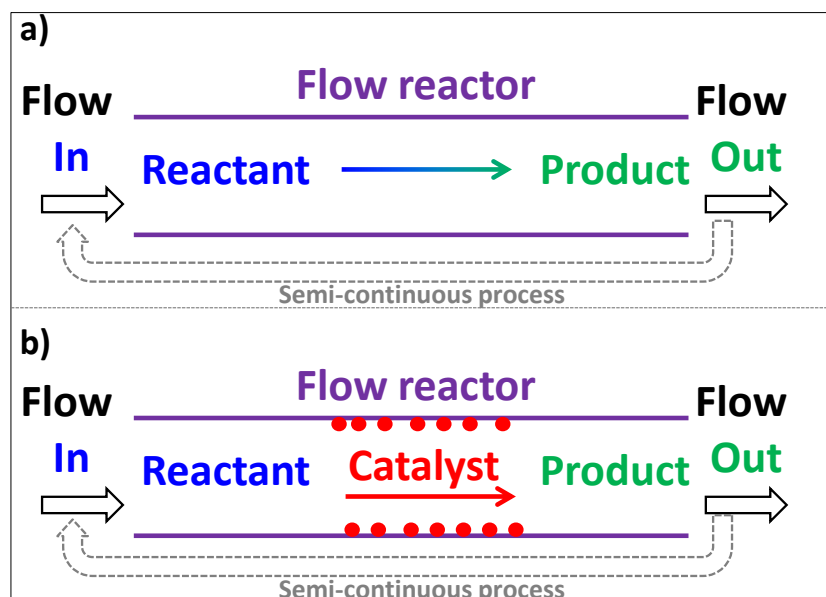 a)
Flow reactor
Flow
Flow
In
Reactant
Product
Out
Semi-continuous process
b)
Flow reactor
Flow
Flow
In
Reactant
Catalyst
Product
Out
Semi-continuous process